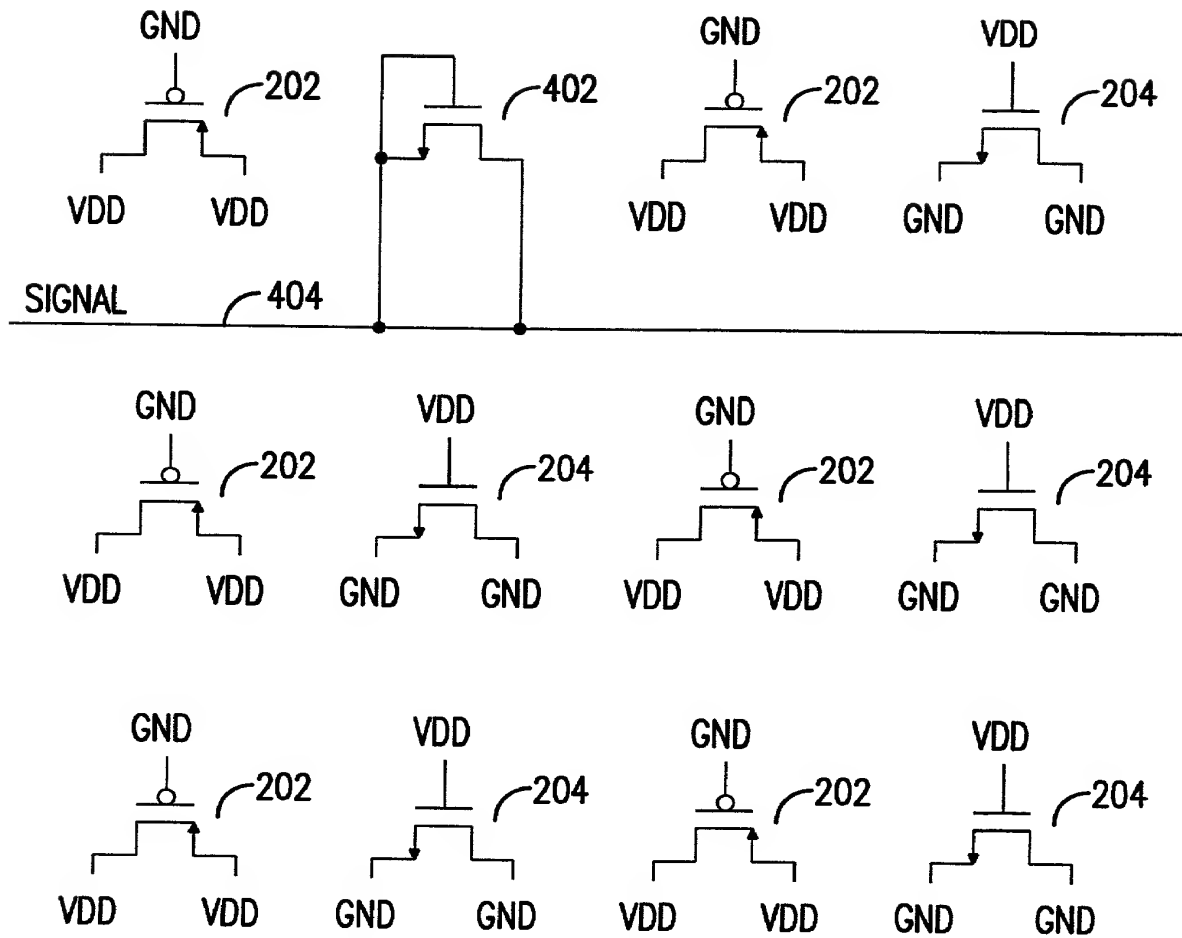 GND GND VDD
202 402 202 204
VDD VDD VDD VDD GND GND
SIGNAL 404
GND VDD GND VDD
202 204 202 204
VDD VDD GND GND VDD VDD GND GND
GND VDD GND VDD
202 204 202 204
VDD VDD GND GND VDD VDD GND GND